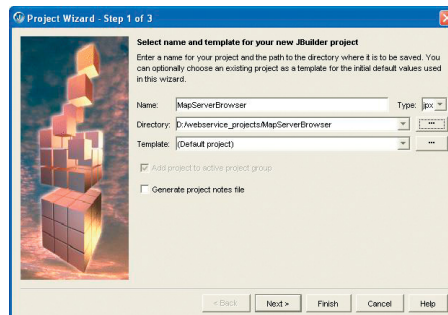 Project Wizard - Step 1 of 3
Select name and template for your new JBuilder project
Enter a name for your project and the path to the directory where it is to be saved. You
can optionally choose an existing project as a template for the initial default values used
in this wizard.
Name: MapServerBrowser Type: jpx
Directory: D:/webservice_projects/MapServerBrowser ...
Template: (Default project) ...
Add project to active project group
Generate project notes file
< Back Next > Finish Cancel Help